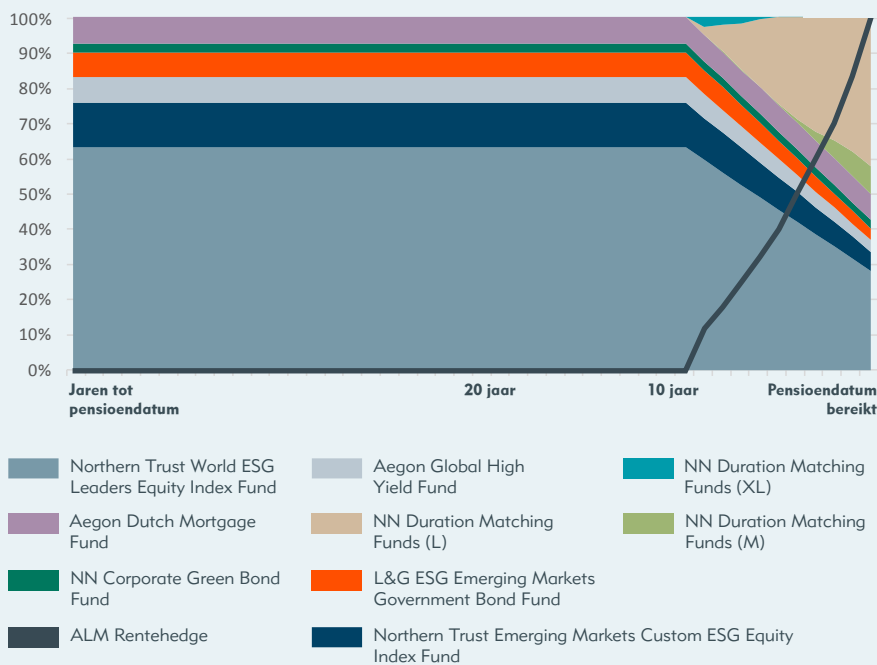 100%
90%
80%
70%
60%
50%
40%
30%
20%
10%
0%
Jaren tot
pensioendatum
20 jaar
10 jaar
Pensioendatum
bereikt
Northern Trust World ESG
Leaders Equity Index Fund
Aegon Global High
Yield Fund
NN Duration Matching
Funds (XL)
Aegon Dutch Mortgage
Fund
NN Duration Matching
Funds (L)
NN Duration Matching
Funds (M)
NN Corporate Green Bond
Fund
L&G ESG Emerging Markets
Government Bond Fund
ALM Rentehedge
Northern Trust Emerging Markets Custom ESG Equity
Index Fund